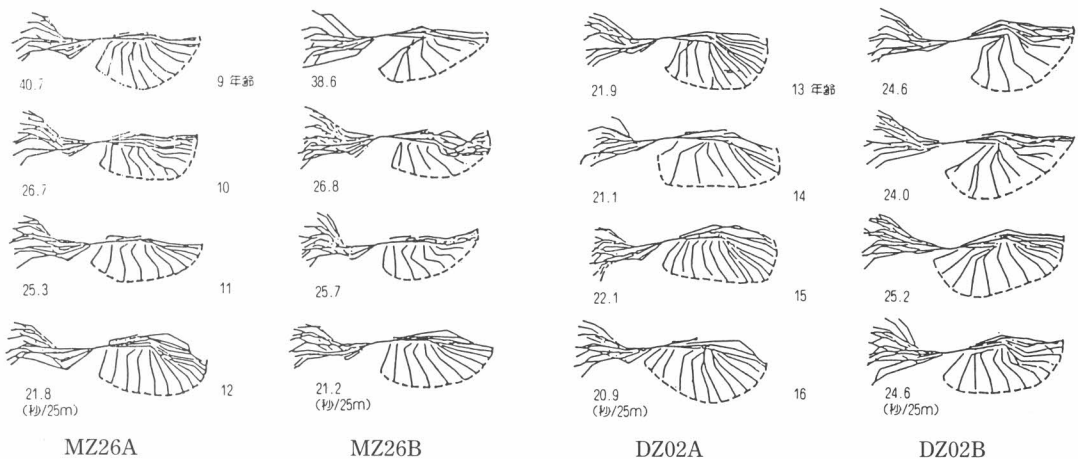 40.7 9 年齢 38.6 21.9 13 年齢 24.6
26.7 10 26.8 21.1 14 24.0
25.3 11 25.7 22.1 15 25.2
21.8 12 21.2 20.9 16 24.6
(秒/25m) (秒/25m) (秒/25m) (秒/25m)
MZ26A MZ26B DZ02A DZ02B